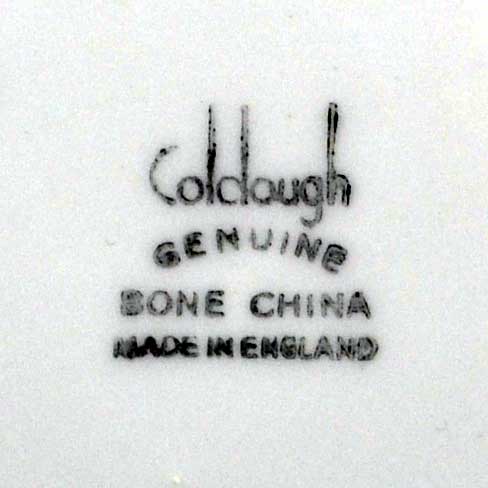 Colclough
GENUINE
BONE CHINA
MADE IN ENGLAND